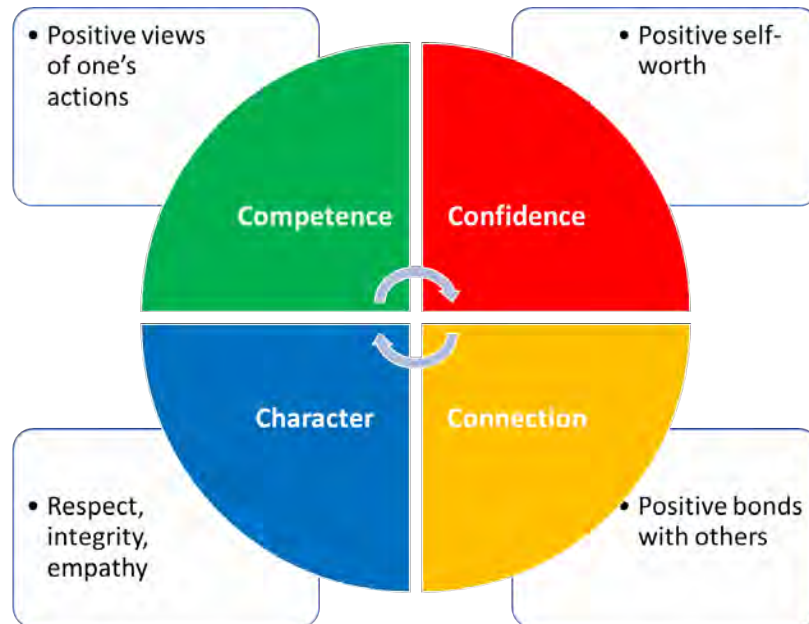 • Positive views
of one's
actions
• Positive self-
worth
Competence
Confidence
Character
Connection
• Respect,
integrity,
empathy
• Positive bonds
with others